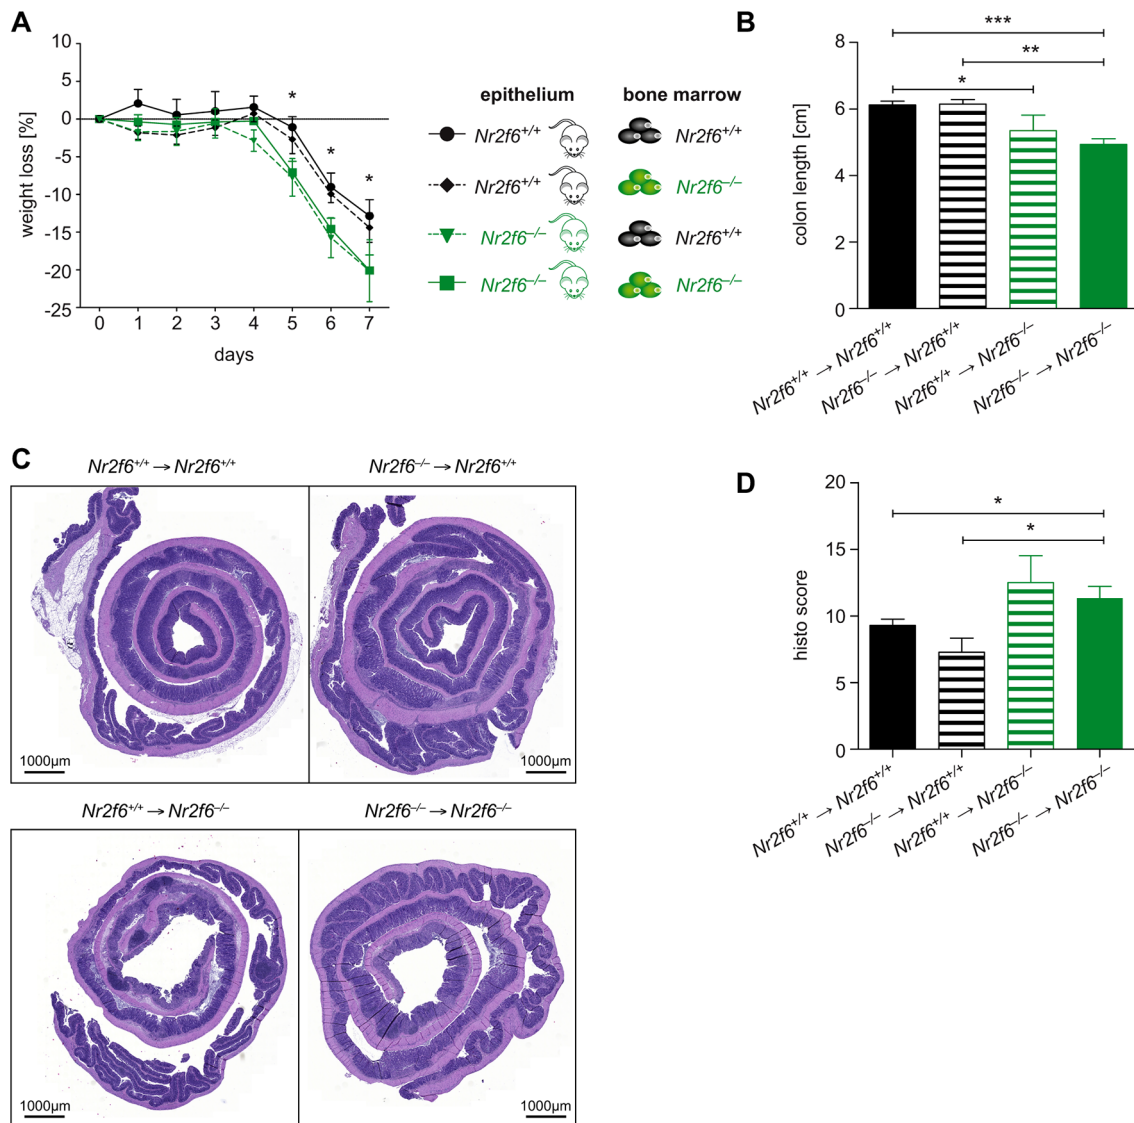 A
10
5
0
-5
-10
-15
-20
-25
weight loss [%]
* * *
0 1 2 3 4 5 6 7
days
epithelium bone marrow
Nr2f6+/+ Nr2f6+/+
Nr2f6+/+ Nr2f6–/–
Nr2f6–/– Nr2f6+/+
Nr2f6–/– Nr2f6–/–
B
***
**
*
8
6
4
2
0
colon length [cm]
Nr2f6+/+ → Nr2f6+/+
Nr2f6–/– → Nr2f6+/+
Nr2f6+/+ → Nr2f6–/–
Nr2f6–/– → Nr2f6–/–
C
Nr2f6+/+ → Nr2f6+/+
Nr2f6–/– → Nr2f6+/+
1000µm
1000µm
Nr2f6+/+ → Nr2f6–/–
Nr2f6–/– → Nr2f6–/–
1000µm
1000µm
D
20
15
10
5
0
histo score
*
*
Nr2f6+/+ → Nr2f6+/+
Nr2f6–/– → Nr2f6+/+
Nr2f6+/+ → Nr2f6–/–
Nr2f6–/– → Nr2f6–/–